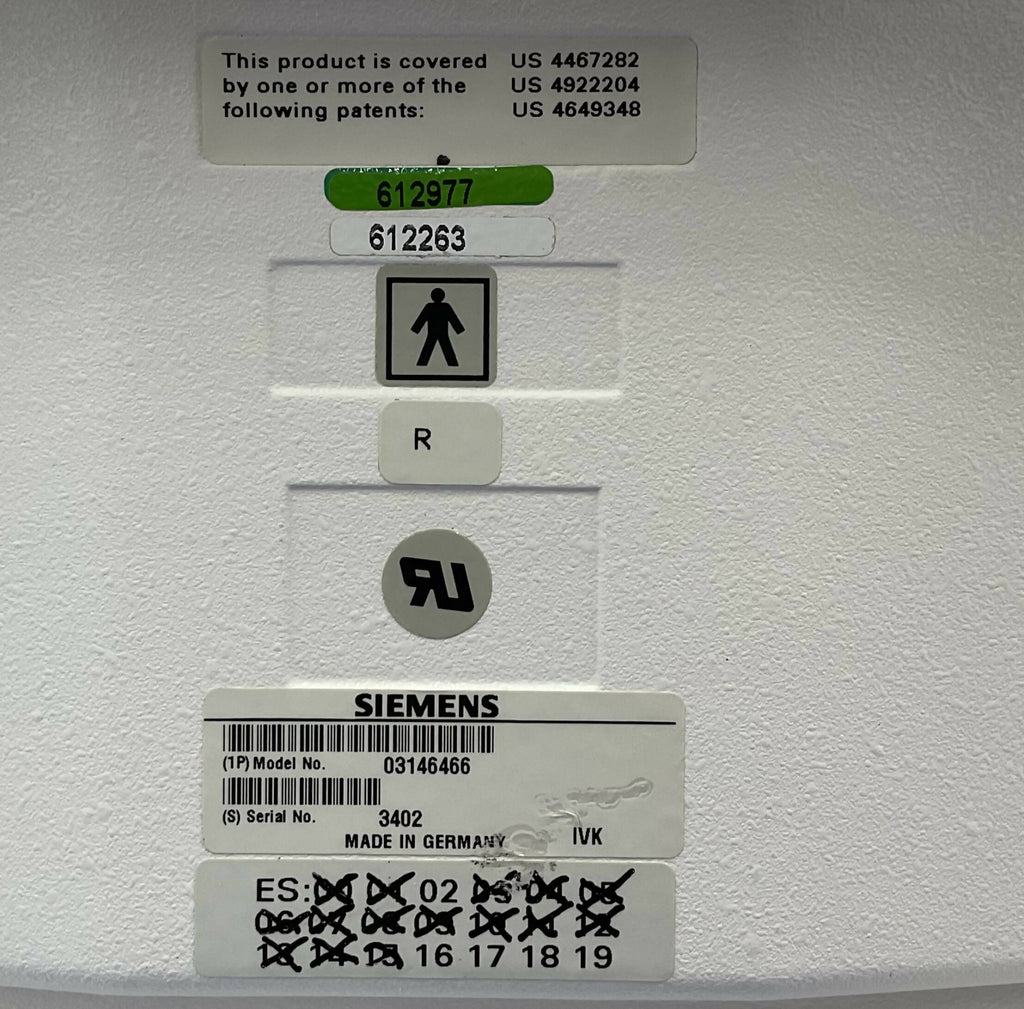 This product is covered US 4467282
by one or more of the US 4922204
following patents: US 4649348
612977
612263
R
RU
SIEMENS
(1P) Model No. 03146466
(S) Serial No. 3402
MADE IN GERMANY IVK
ES: 00 01 02 03 04 05
06 07 08 09 10 11 12
13 14 15 16 17 18 19